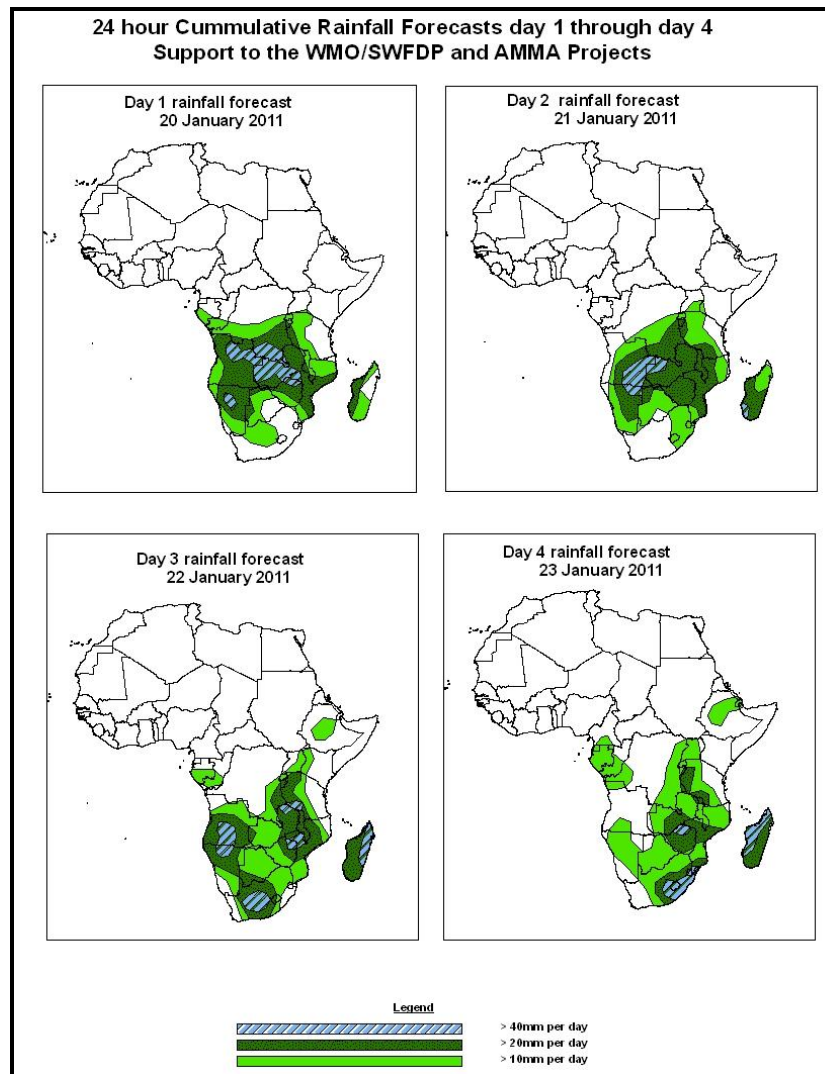 24 hour Cummulative Rainfall Forecasts day 1 through day 4
Support to the WMO/SWFDP and AMMA Projects
Day 1 rainfall forecast
20 January 2011
Day 2 rainfall forecast
21 January 2011
Day 3 rainfall forecast
22 January 2011
Day 4 rainfall forecast
23 January 2011
Legend
> 40mm per day
> 20mm per day
> 10mm per day